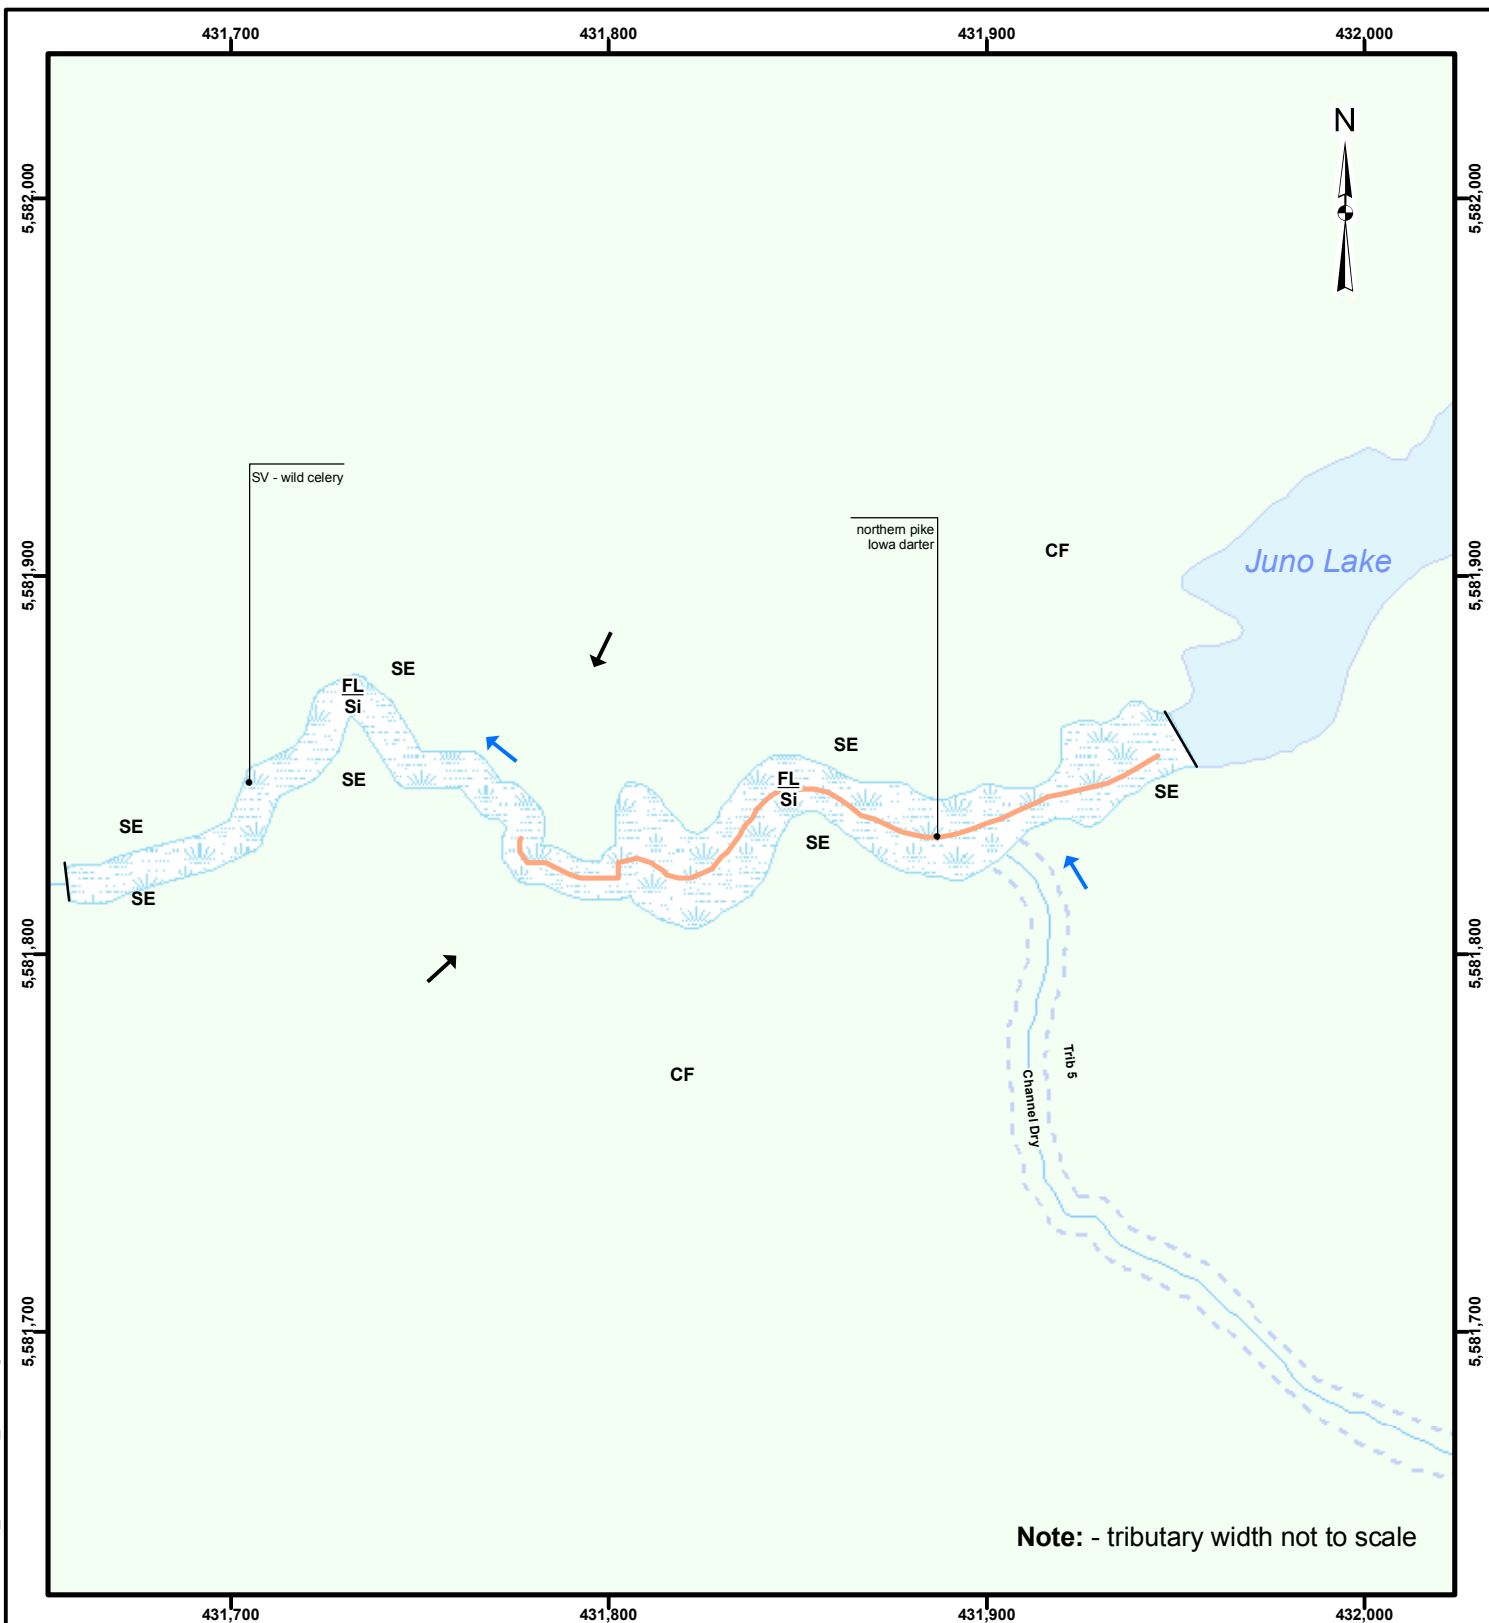 431,700
431,800
431,900
432,000
N
5,582,000
5,582,000
SV - wild celery
northern pike
Iowa darter
CF
Juno Lake
5,581,900
5,581,900
SE
FL
Si
SE
SE
FL
Si
SE
SE
SE
SE
5,581,800
5,581,800
CF
Trib 5
Channel Dry
5,581,700
5,581,700
Note: - tributary width not to scale
431,700
431,800
431,900
432,000